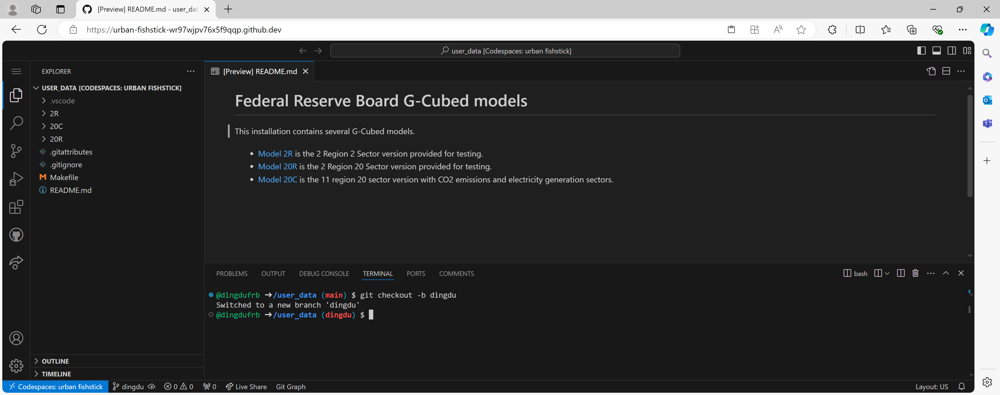 [Preview] README.md - user_dat
https://urban-fishstick-wr97wjpv76x5f9qqp.github.dev
user_data [Codespaces: urban fishstick]
EXPLORER
USER_DATA [CODESPACES: URBAN FISHSTICK]
.vscode
2R
20C
20R
.gitattributes
.gitignore
Makefile
README.md
OUTLINE
TIMELINE
[Preview] README.md
Federal Reserve Board G-Cubed models
This installation contains several G-Cubed models.
• Model 2R is the 2 Region 2 Sector version provided for testing.
• Model 20R is the 2 Region 20 Sector version provided for testing.
• Model 20C is the 11 region 20 sector version with CO2 emissions and electricity generation sectors.
PROBLEMS OUTPUT DEBUG CONSOLE TERMINAL PORTS COMMENTS
bash
@dingdufrb ➜/user_data (main) $ git checkout -b dingdu
Switched to a new branch 'dingdu'
@dingdufrb ➜/user_data (dingdu) $
Codespaces: urban fishstick dingdu 0 0 0 Live Share Git Graph Layout: US